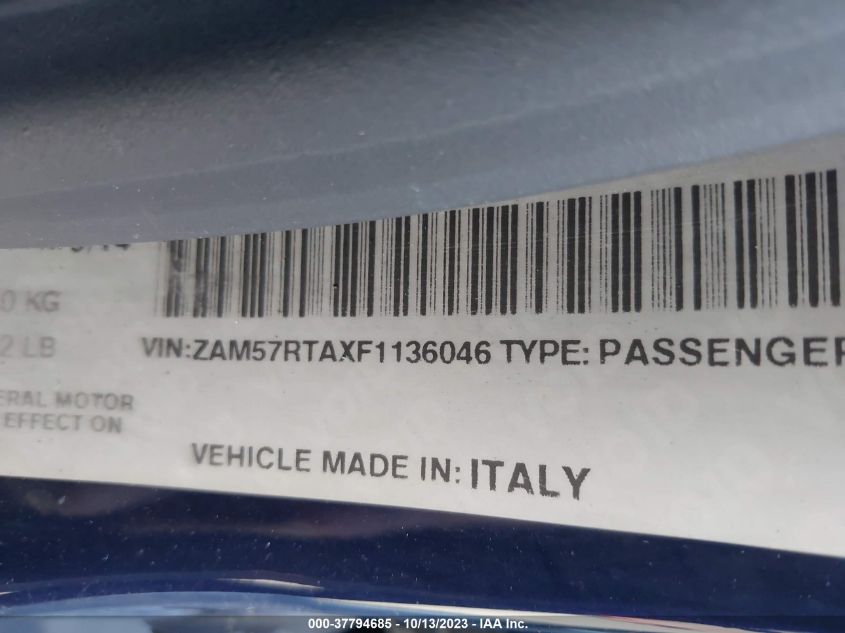 0 KG
2 LB
VIN:ZAM57RTAXF1136046 TYPE: PASSENGER
ERAL MOTOR
EFFECT ON
VEHICLE MADE IN: ITALY
000-37794685 - 10/13/2023 - IAA Inc.